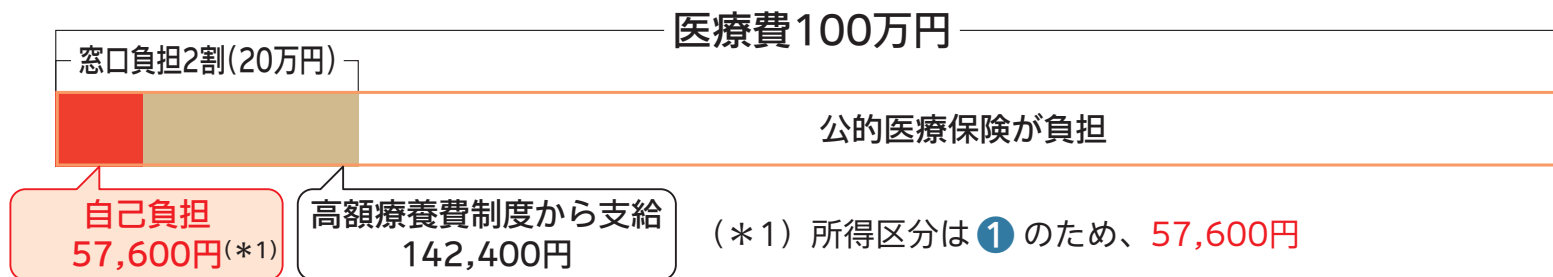 医療費100万円
窓口負担2割(20万円)
公的医療保険が負担
自己負担
57,600円(*1)
高額療養費制度から支給
142,400円
(*1)所得区分は❶のため、57,600円